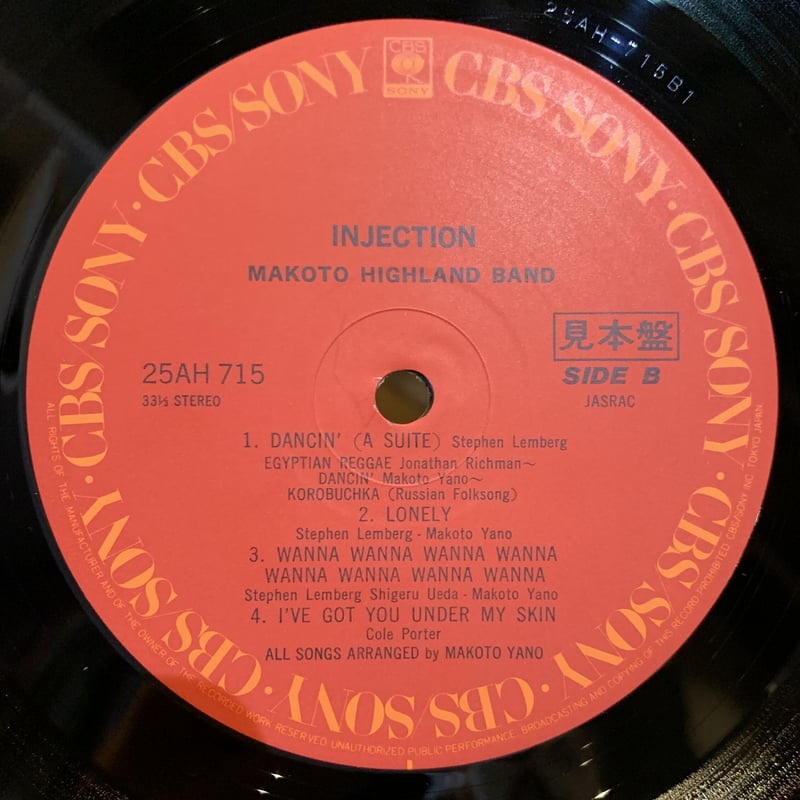 25AH-715B1
CBS/SONY · CBS/SONY · CBS/SONY · CBS/SONY · CBS/SONY · CBS/SONY · CBS/SONY · CBS/SONY · CBS/SONY
CBS
SONY
INJECTION
MAKOTO HIGHLAND BAND
見本盤
25AH 715
SIDE B
33⅓ STEREO
JASRAC
1. DANCIN' (A SUITE) Stephen Lemberg
EGYPTIAN REGGAE Jonathan Richman~
DANCIN' Makoto Yano~
KOROBUCHKA (Russian Folksong)
2. LONELY
Stephen Lemberg - Makoto Yano
3. WANNA WANNA WANNA WANNA
WANNA WANNA WANNA WANNA
Stephen Lemberg Shigeru Ueda - Makoto Yano
4. I'VE GOT YOU UNDER MY SKIN
Cole Porter
ALL SONGS ARRANGED by MAKOTO YANO
ALL RIGHTS OF THE MANUFACTURER AND OF THE OWNER OF THE RECORDED WORK RESERVED. UNAUTHORIZED PUBLIC PERFORMANCE, BROADCASTING AND COPYING OF THIS RECORD PROHIBITED. CBS/SONY INC. TOKYO JAPAN